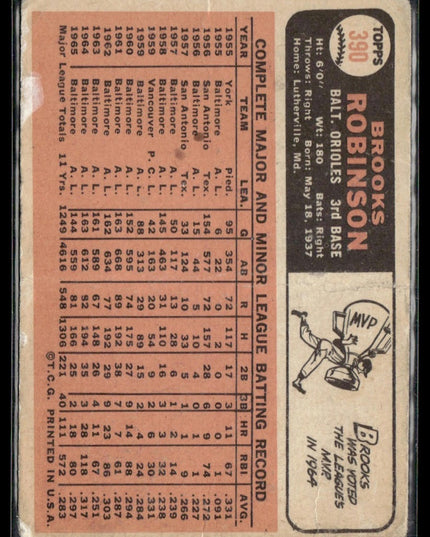 TOPPS
390
BROOKS
ROBINSON
BALT. ORIOLES 3rd BASE
Ht: 6'0" Wt: 180 Bats: Right
Throws: Right Born: May 18, 1937
Home: Lutherville, Md.
MVP
BROOKS
WAS VOTED
THE LEAGUE'S
MVP
IN 1964
COMPLETE MAJOR AND MINOR LEAGUE BATTING RECORD
YEAR TEAM LEA. G AB R H 2B 3B HR RBI AVG.
1955 York Pied. 95 354 72 117 17 3 11 67 .331
1955 Baltimore A. L. 6 22 0 2 0 0 0 1 .091
1956 San Antonio Tex. 154 577 72 157 28 6 9 74 .272
1956 Baltimore A. L. 15 44 5 10 4 0 1 1 .227
1957 San Antonio Tex. 33 124 10 33 5 1 1 9 .266
1957 Baltimore A. L. 50 117 13 28 6 1 2 14 .239
1958 Baltimore A. L. 145 463 31 110 16 3 3 32 .238
1959 Vancouver P. C. L. 42 163 20 54 9 2 6 30 .331
1959 Baltimore A. L. 88 313 29 89 15 2 4 24 .284
1960 Baltimore A. L. 152 595 74 175 27 9 14 88 .294
1961 Baltimore A. L. 163 668 89 192 38 7 7 61 .287
1962 Baltimore A. L. 162 634 77 192 29 9 23 86 .303
1963 Baltimore A. L. 161 589 67 148 26 4 11 67 .251
1964 Baltimore A. L. 163 612 82 194 35 3 28 118 .317
1965 Baltimore A. L. 144 559 81 166 25 2 18 80 .297
Major League Totals 11 Yrs. 1249 4616 548 1306 221 40 111 573 .283
©T.C.G. PRINTED IN U.S.A.